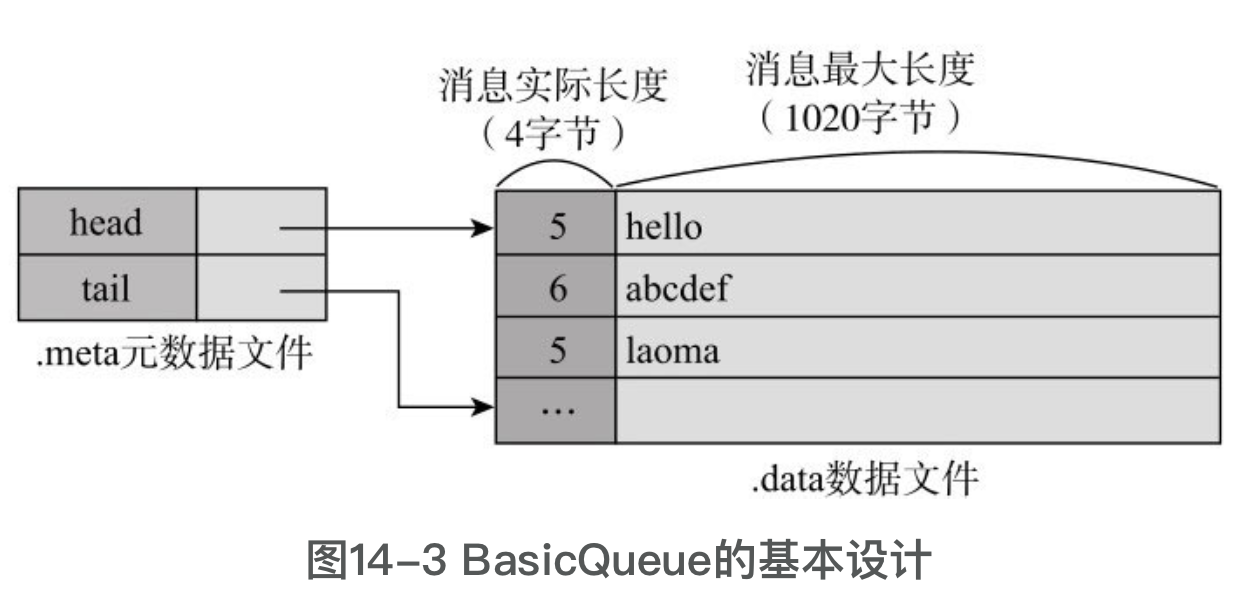 消息实际长度
（4字节）
消息最大长度
（1020字节）
head
tail
.meta元数据文件
5 hello
6 abcdef
5 laoma
…
.data数据文件
图14-3 BasicQueue的基本设计